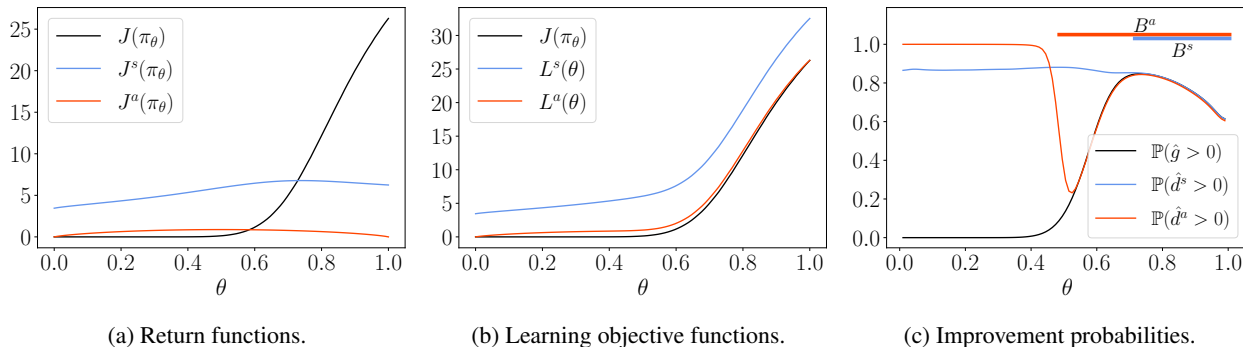 25
20
15
10
5
0
J(π_θ)
J^s(π_θ)
J^a(π_θ)
0.0 0.2 0.4 0.6 0.8 1.0
θ
(a) Return functions.
30
25
20
15
10
5
0
J(π_θ)
L^s(θ)
L^a(θ)
0.0 0.2 0.4 0.6 0.8 1.0
θ
(b) Learning objective functions.
B^a
B^s
1.0
0.8
0.6
0.4
0.2
0.0
ℙ(ĝ > 0)
ℙ(d̂^s > 0)
ℙ(d̂^a > 0)
0.0 0.2 0.4 0.6 0.8 1.0
θ
(c) Improvement probabilities.